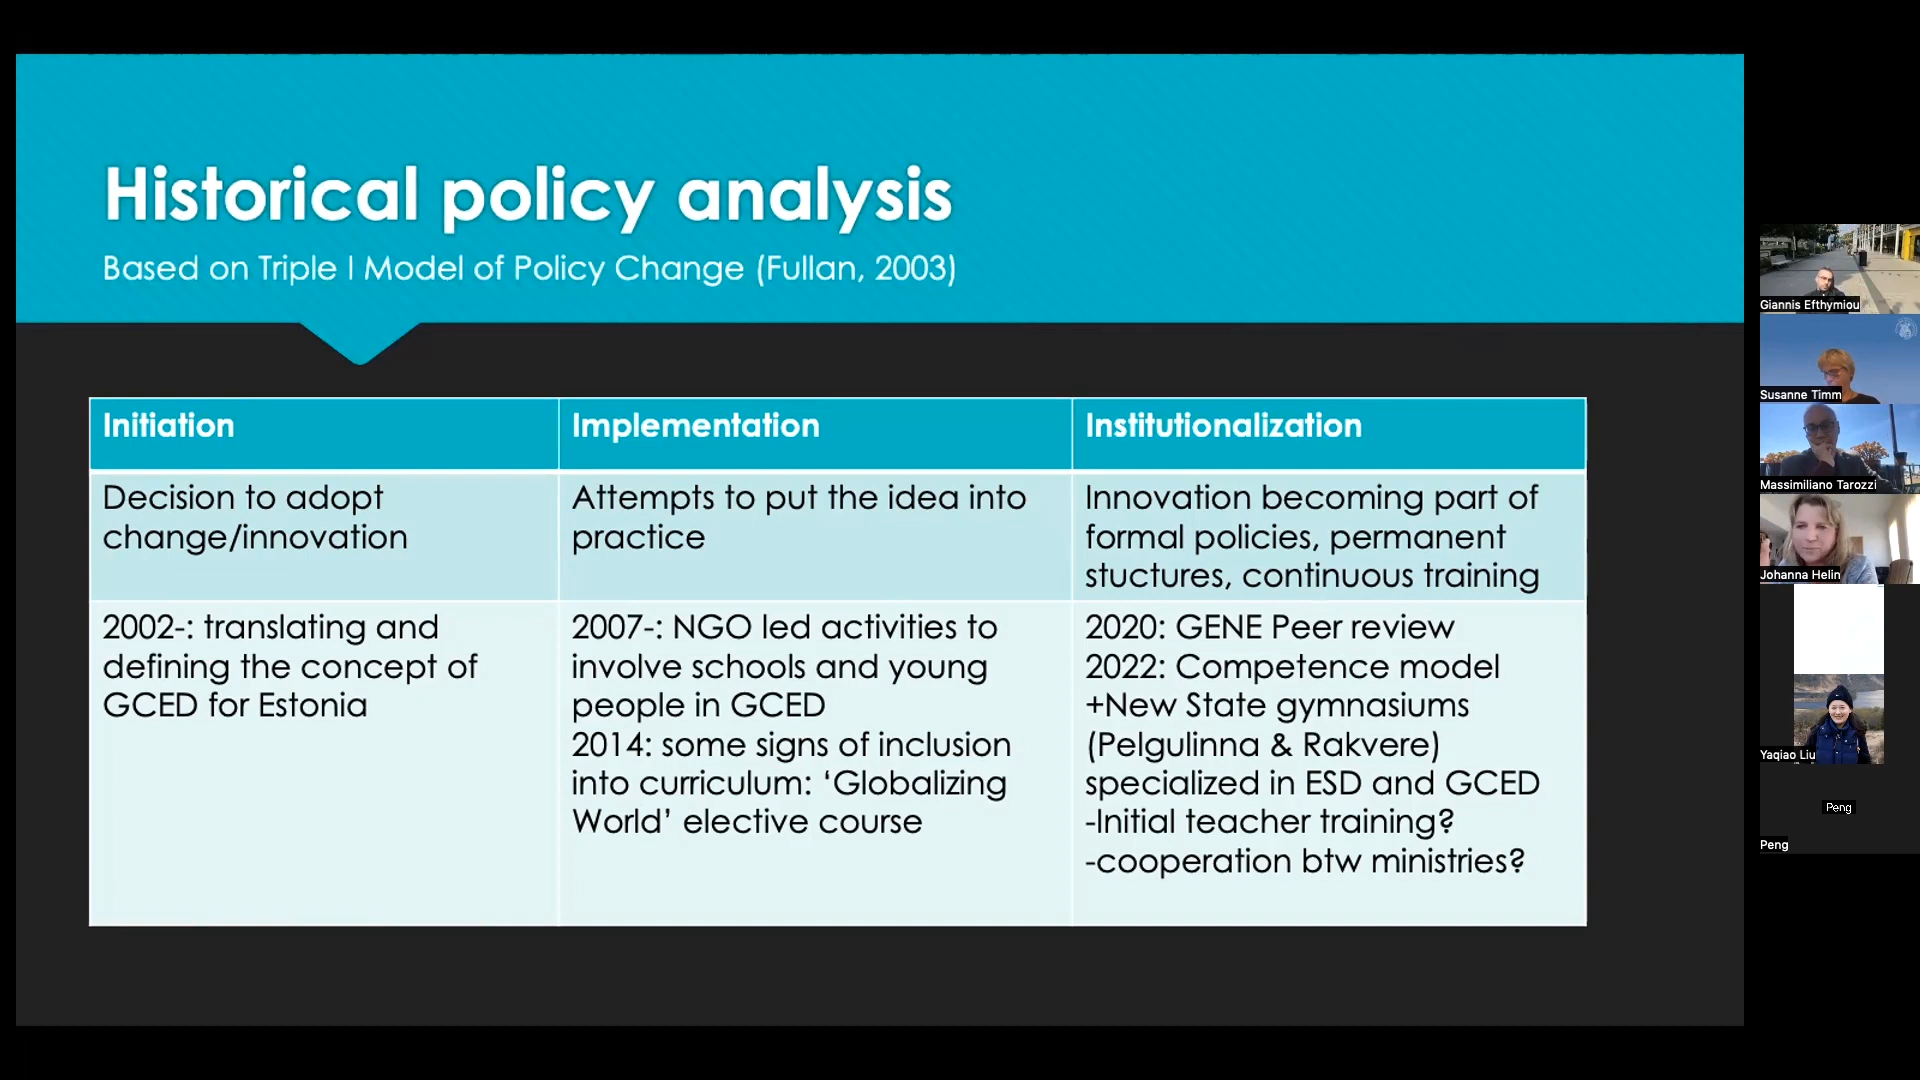 Historical policy analysis
Based on Triple I Model of Policy Change (Fullan, 2003)
Initiation
Implementation
Institutionalization
Decision to adopt
change/innovation
Attempts to put the idea into
practice
Innovation becoming part of
formal policies, permanent
stuctures, continuous training
2002-: translating and
defining the concept of
GCED for Estonia
2007-: NGO led activities to
involve schools and young
people in GCED
2014: some signs of inclusion
into curriculum: ‘Globalizing
World’ elective course
2020: GENE Peer review
2022: Competence model
+New State gymnasiums
(Pelgulinna & Rakvere)
specialized in ESD and GCED
-Initial teacher training?
-cooperation btw ministries?
Giannis Efthymiou
Susanne Timm
Massimiliano Tarozzi
Johanna Helin
Yaqiao Liu
Peng
Peng